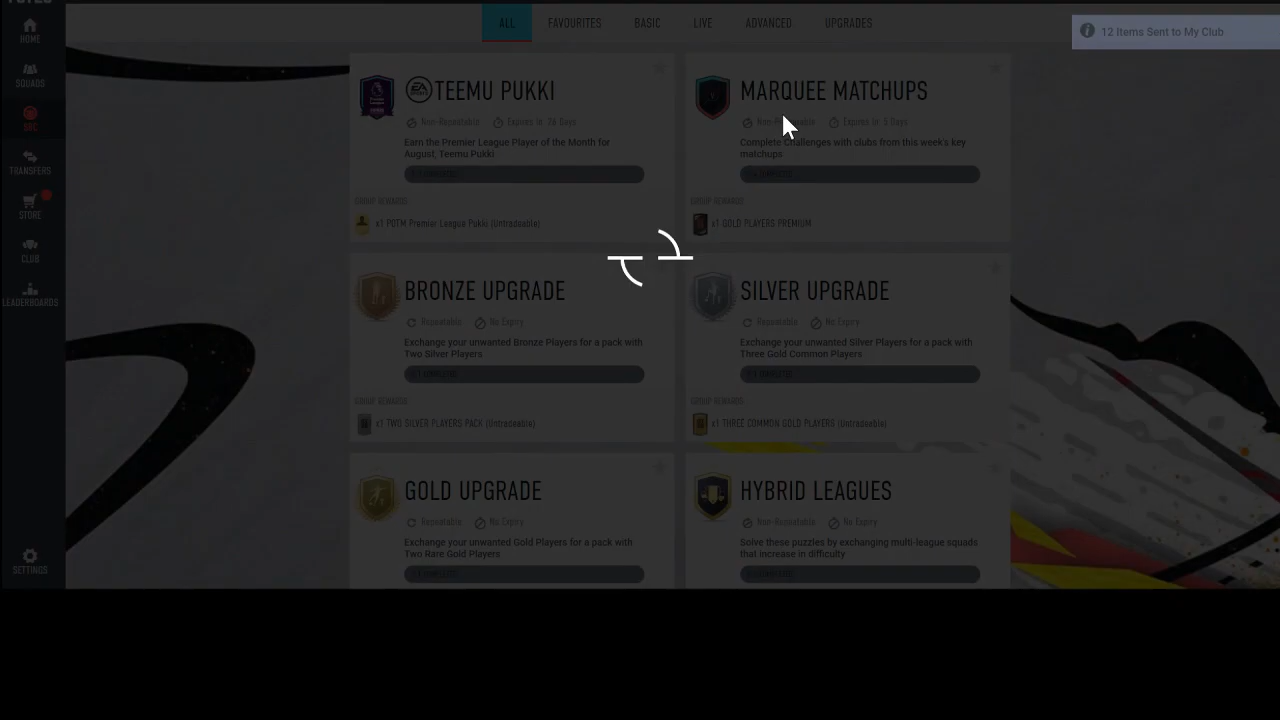 HOME
SQUADS
SBC
TRANSFERS
STORE
CLUB
LEADERBOARDS
SETTINGS
ALL
FAVOURITES
BASIC
LIVE
ADVANCED
UPGRADES
12 Items Sent to My Club
EA SPORTS
TEEMU PUKKI
Non-Repeatable
Expires in: 26 Days
Earn the Premier League Player of the Month for
August, Teemu Pukki
GROUP REWARDS
x1 POTM Premier League Pukki (Untradeable)
MARQUEE MATCHUPS
Non-Repeatable
Expires in: 5 Days
Complete Challenges with clubs from this week's key
matchups
GROUP REWARDS
x1 GOLD PLAYERS PREMIUM
BRONZE UPGRADE
Repeatable
No Expiry
Exchange your unwanted Bronze Players for a pack with
Two Silver Players
GROUP REWARDS
x1 TWO SILVER PLAYERS PACK (Untradeable)
SILVER UPGRADE
Repeatable
No Expiry
Exchange your unwanted Silver Players for a pack with
Three Gold Common Players
GROUP REWARDS
x1 THREE COMMON GOLD PLAYERS (Untradeable)
GOLD UPGRADE
Repeatable
No Expiry
Exchange your unwanted Gold Players for a pack with
Two Rare Gold Players
HYBRID LEAGUES
Non-Repeatable
No Expiry
Solve these puzzles by exchanging multi-league squads
that increase in difficulty